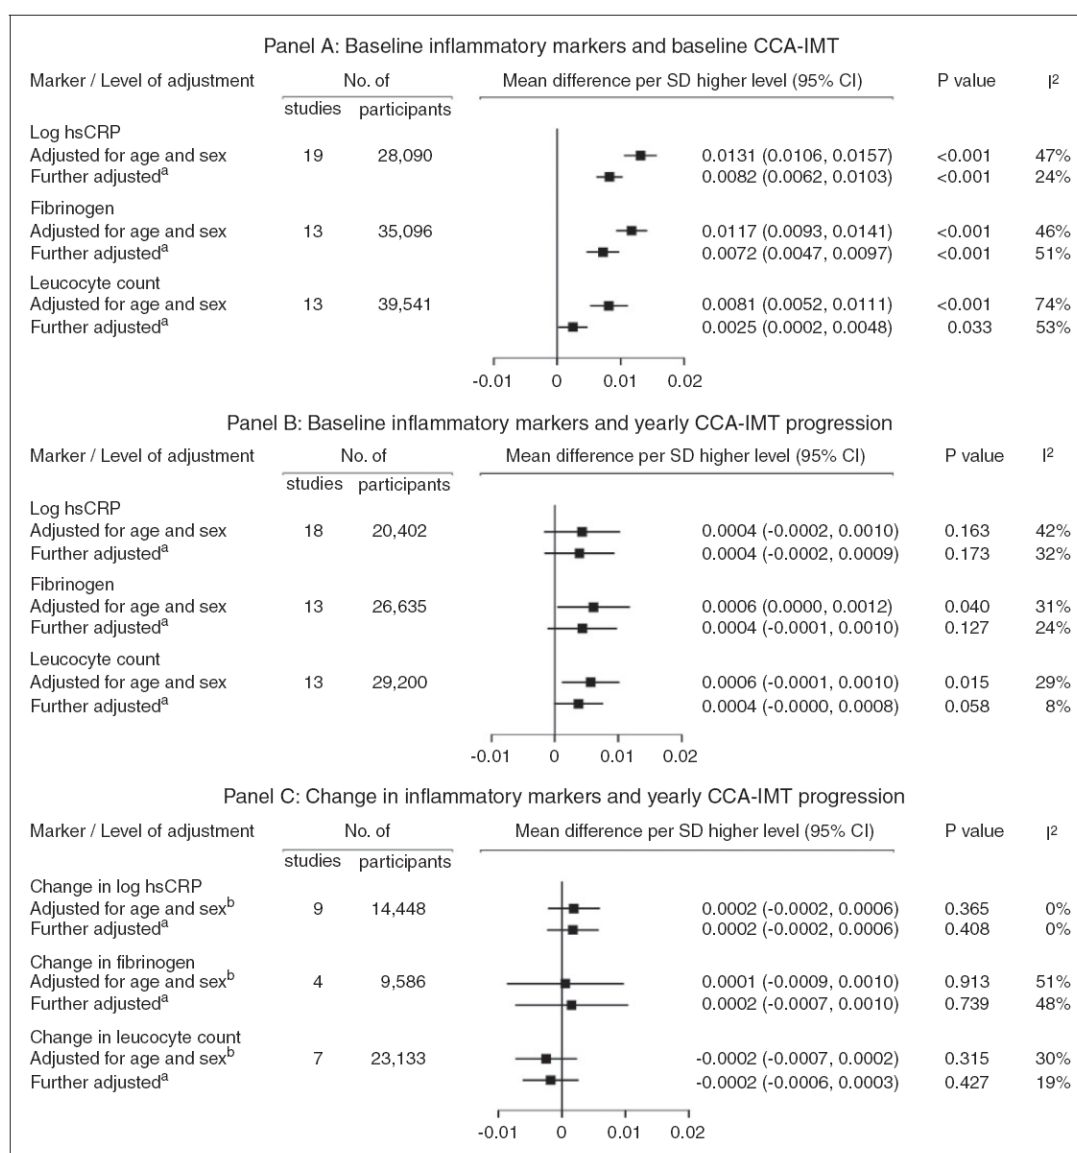 Panel A: Baseline inflammatory markers and baseline CCA-IMT
Marker / Level of adjustment No. of Mean difference per SD higher level (95% CI) P value I²
studies participants
Log hsCRP
Adjusted for age and sex 19 28,090 0.0131 (0.0106, 0.0157) <0.001 47%
Further adjustedᵃ 0.0082 (0.0062, 0.0103) <0.001 24%
Fibrinogen
Adjusted for age and sex 13 35,096 0.0117 (0.0093, 0.0141) <0.001 46%
Further adjustedᵃ 0.0072 (0.0047, 0.0097) <0.001 51%
Leucocyte count
Adjusted for age and sex 13 39,541 0.0081 (0.0052, 0.0111) <0.001 74%
Further adjustedᵃ 0.0025 (0.0002, 0.0048) 0.033 53%
-0.01 0 0.01 0.02
Panel B: Baseline inflammatory markers and yearly CCA-IMT progression
Marker / Level of adjustment No. of Mean difference per SD higher level (95% CI) P value I²
studies participants
Log hsCRP
Adjusted for age and sex 18 20,402 0.0004 (-0.0002, 0.0010) 0.163 42%
Further adjustedᵃ 0.0004 (-0.0002, 0.0009) 0.173 32%
Fibrinogen
Adjusted for age and sex 13 26,635 0.0006 (0.0000, 0.0012) 0.040 31%
Further adjustedᵃ 0.0004 (-0.0001, 0.0010) 0.127 24%
Leucocyte count
Adjusted for age and sex 13 29,200 0.0006 (-0.0001, 0.0010) 0.015 29%
Further adjustedᵃ 0.0004 (-0.0000, 0.0008) 0.058 8%
-0.01 0 0.01 0.02
Panel C: Change in inflammatory markers and yearly CCA-IMT progression
Marker / Level of adjustment No. of Mean difference per SD higher level (95% CI) P value I²
studies participants
Change in log hsCRP
Adjusted for age and sexᵇ 9 14,448 0.0002 (-0.0002, 0.0006) 0.365 0%
Further adjustedᵃ 0.0002 (-0.0002, 0.0006) 0.408 0%
Change in fibrinogen
Adjusted for age and sexᵇ 4 9,586 0.0001 (-0.0009, 0.0010) 0.913 51%
Further adjustedᵃ 0.0002 (-0.0007, 0.0010) 0.739 48%
Change in leucocyte count
Adjusted for age and sexᵇ 7 23,133 -0.0002 (-0.0007, 0.0002) 0.315 30%
Further adjustedᵃ -0.0002 (-0.0006, 0.0003) 0.427 19%
-0.01 0 0.01 0.02